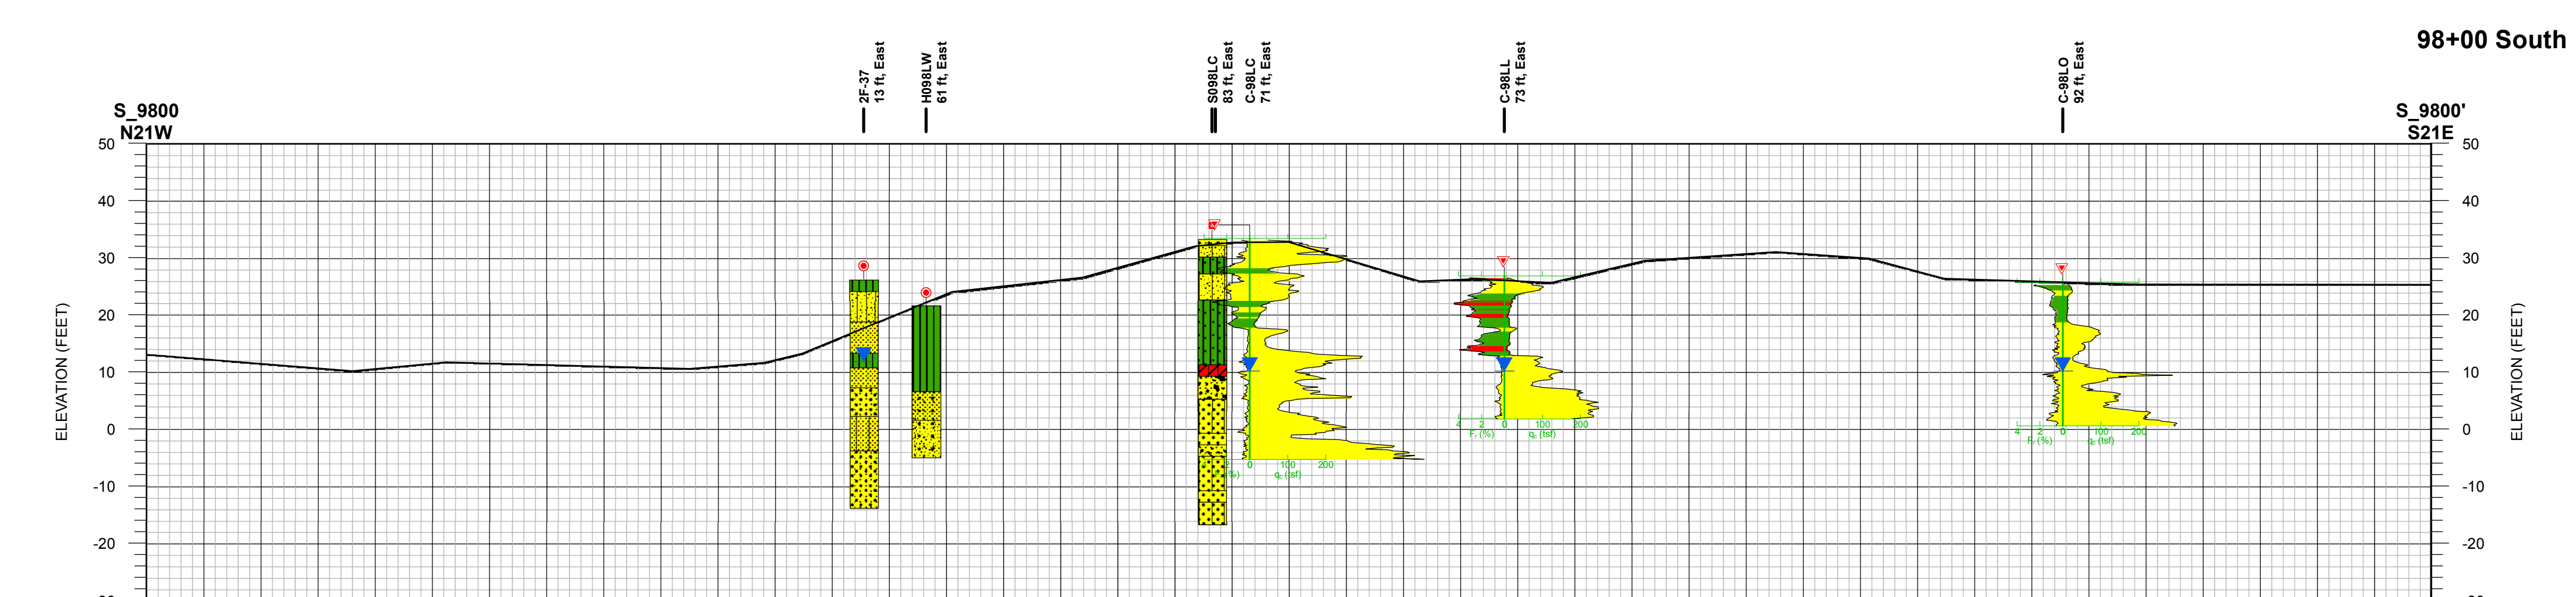 98+00 South
2F-37
13 ft, East
H098LW
61 ft, East
S098LC
83 ft, East
C-98LC
71 ft, East
C-98LL
73 ft, East
C-98LO
92 ft, East
S_9800
N21W
S_9800'
S21E
50
40
30
20
10
0
-10
-20
ELEVATION (FEET)
50
40
30
20
10
0
-10
-20
ELEVATION (FEET)
2 0 100 200
%) qc (tsf)
4 2 0 100 200
Fr (%) qc (tsf)
4 2 0 100 200
Fr (%) qc (tsf)